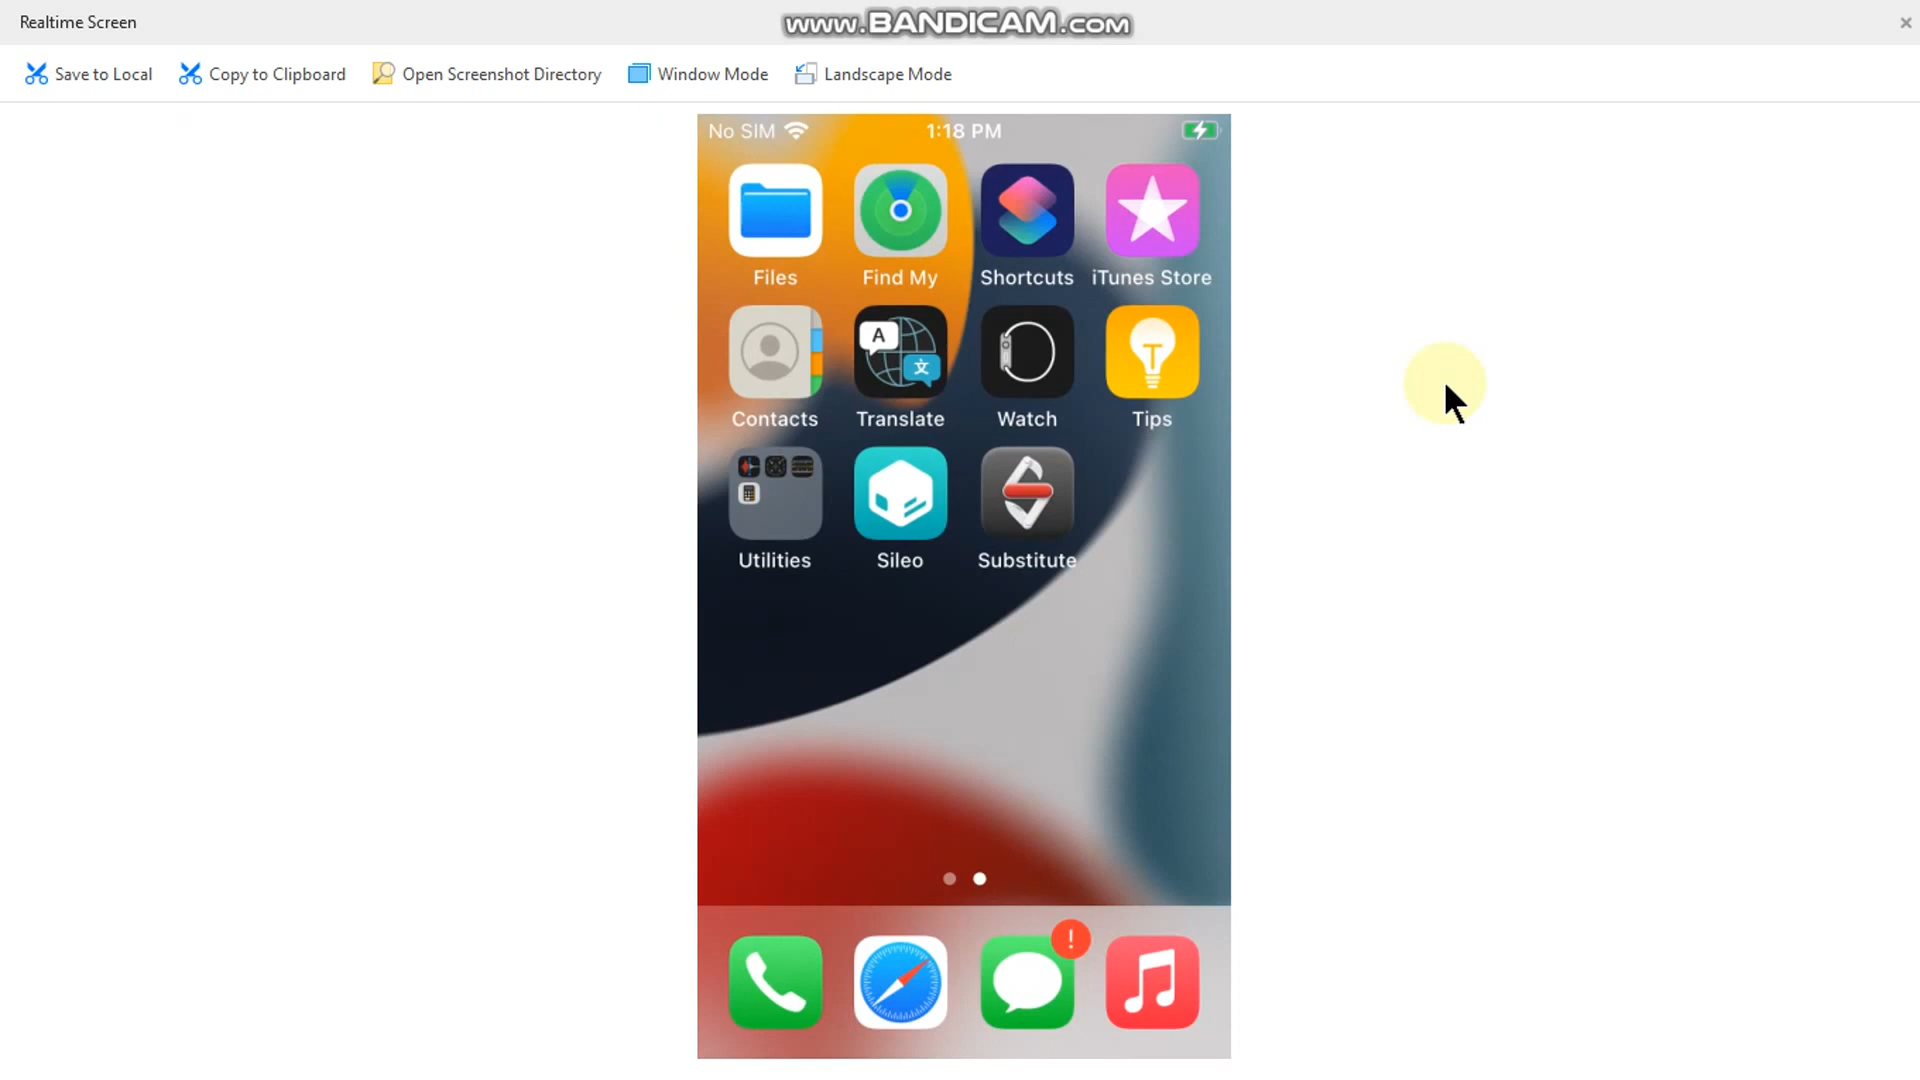 Realtime Screen
www.BANDICAM.com
Save to Local Copy to Clipboard Open Screenshot Directory Window Mode Landscape Mode
No SIM 1:18 PM
Files Find My Shortcuts iTunes Store
A 文
T
Contacts Translate Watch Tips
Utilities Sileo Substitute
!